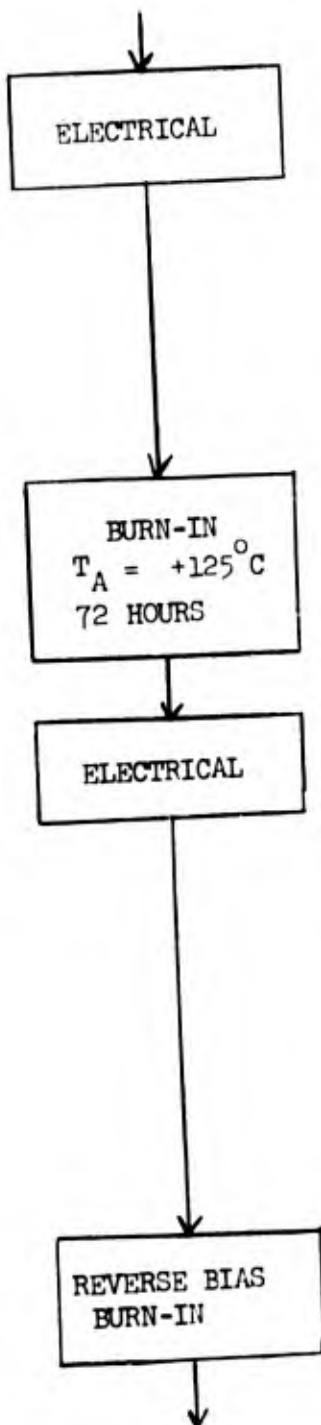 ELECTRICAL
BURN-IN
T_A = +125°C
72 HOURS
ELECTRICAL
REVERSE BIAS
BURN-IN